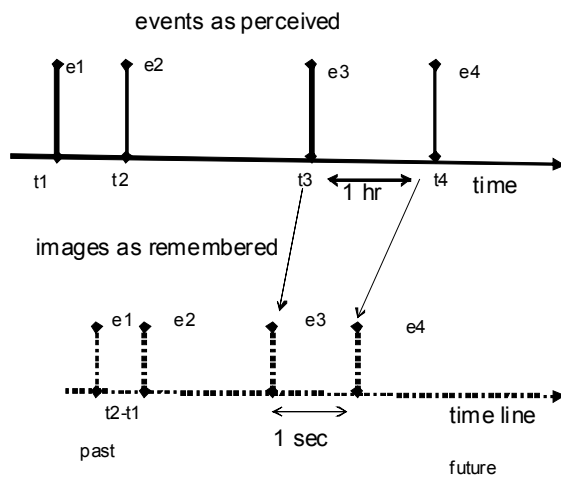 events as perceived
e1 e2 e3 e4
t1 t2 t3 1 hr t4 time
images as remembered
e1 e2 e3 e4
t2-t1 1 sec time line
past future